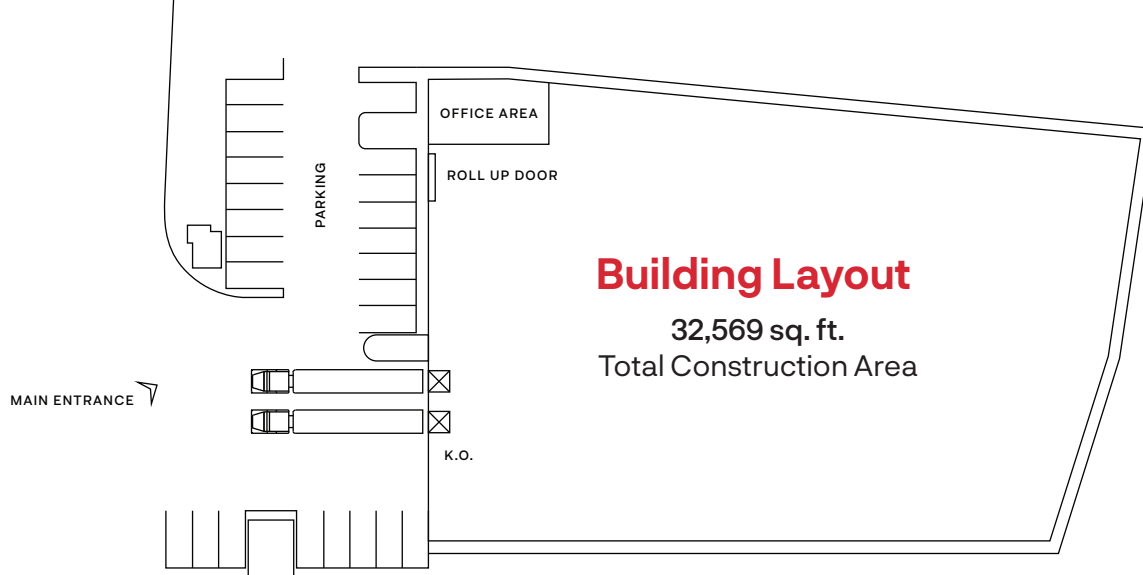 OFFICE AREA
PARKING
ROLL UP DOOR
Building Layout
32,569 sq. ft.
Total Construction Area
MAIN ENTRANCE
K.O.